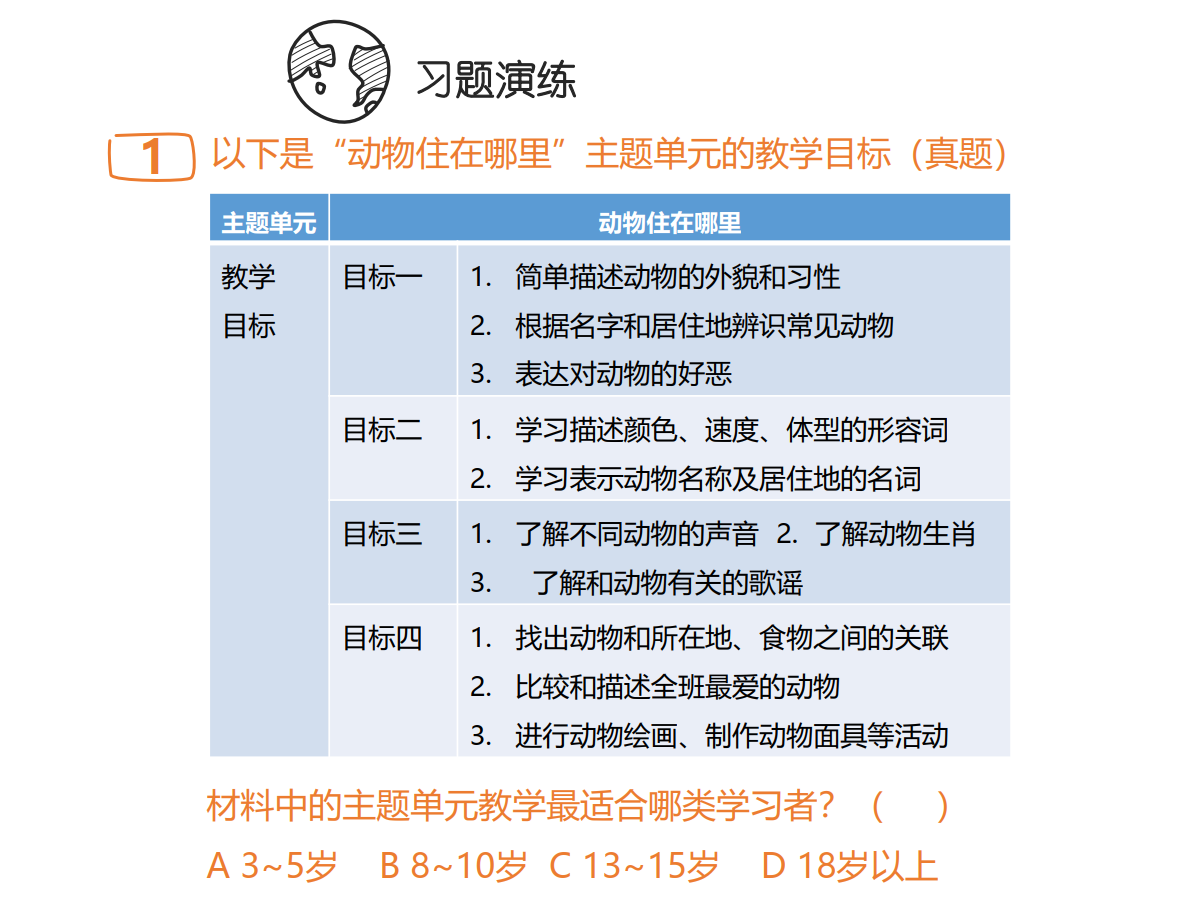 习题演练
1 以下是“动物住在哪里”主题单元的教学目标（真题）
主题单元 动物住在哪里
教学
目标
目标一
1. 简单描述动物的外貌和习性
2. 根据名字和居住地辨识常见动物
3. 表达对动物的好恶
目标二
1. 学习描述颜色、速度、体型的形容词
2. 学习表示动物名称及居住地的名词
目标三
1. 了解不同动物的声音 2. 了解动物生肖
3. 了解和动物有关的歌谣
目标四
1. 找出动物和所在地、食物之间的关联
2. 比较和描述全班最爱的动物
3. 进行动物绘画、制作动物面具等活动
材料中的主题单元教学最适合哪类学习者？（ ）
A 3~5岁 B 8~10岁 C 13~15岁 D 18岁以上